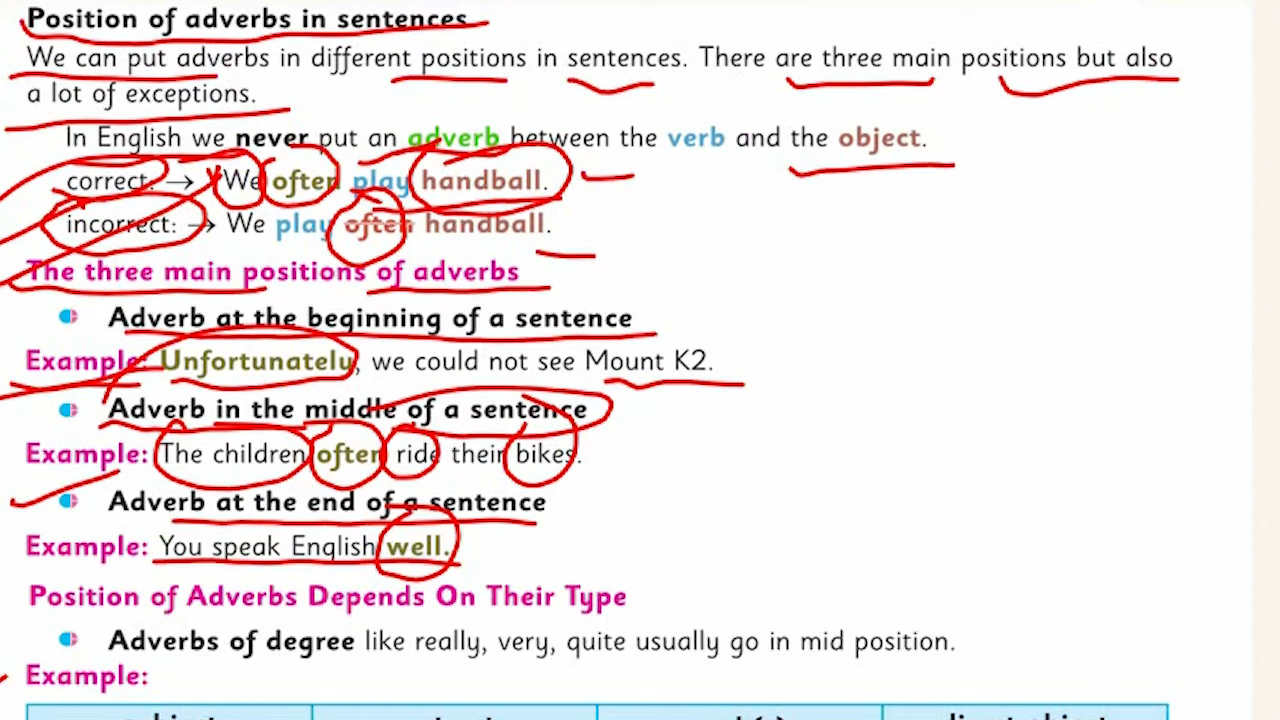 Position of adverbs in sentences
We can put adverbs in different positions in sentences. There are three main positions but also
a lot of exceptions.
In English we never put an adverb between the verb and the object.
correct: → We often play handball.
incorrect: → We play often handball.
The three main positions of adverbs
Adverb at the beginning of a sentence
Example: Unfortunately, we could not see Mount K2.
Adverb in the middle of a sentence
Example: The children often ride their bikes.
Adverb at the end of a sentence
Example: You speak English well.
Position of Adverbs Depends On Their Type
Adverbs of degree like really, very, quite usually go in mid position.
Example: